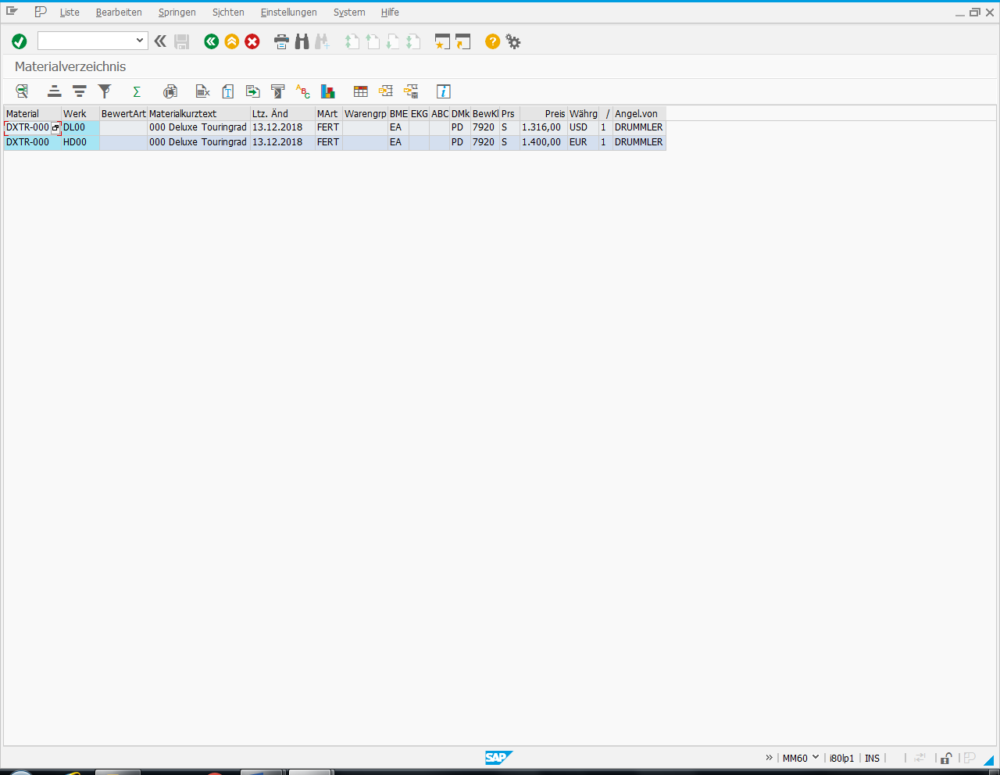 Liste Bearbeiten Springen Sichten Einstellungen System Hilfe
Materialverzeichnis
Material Werk BewertArt Materialkurztext Ltz. Änd MArt Warengrp BME EKG ABC DMk BewKl Prs Preis Währg / Angel.von
DXTR-000 DL00 000 Deluxe Touringrad 13.12.2018 FERT EA PD 7920 S 1.316,00 USD 1 DRUMMLER
DXTR-000 HD00 000 Deluxe Touringrad 13.12.2018 FERT EA PD 7920 S 1.400,00 EUR 1 DRUMMLER
SAP MM60 i80lp1 INS